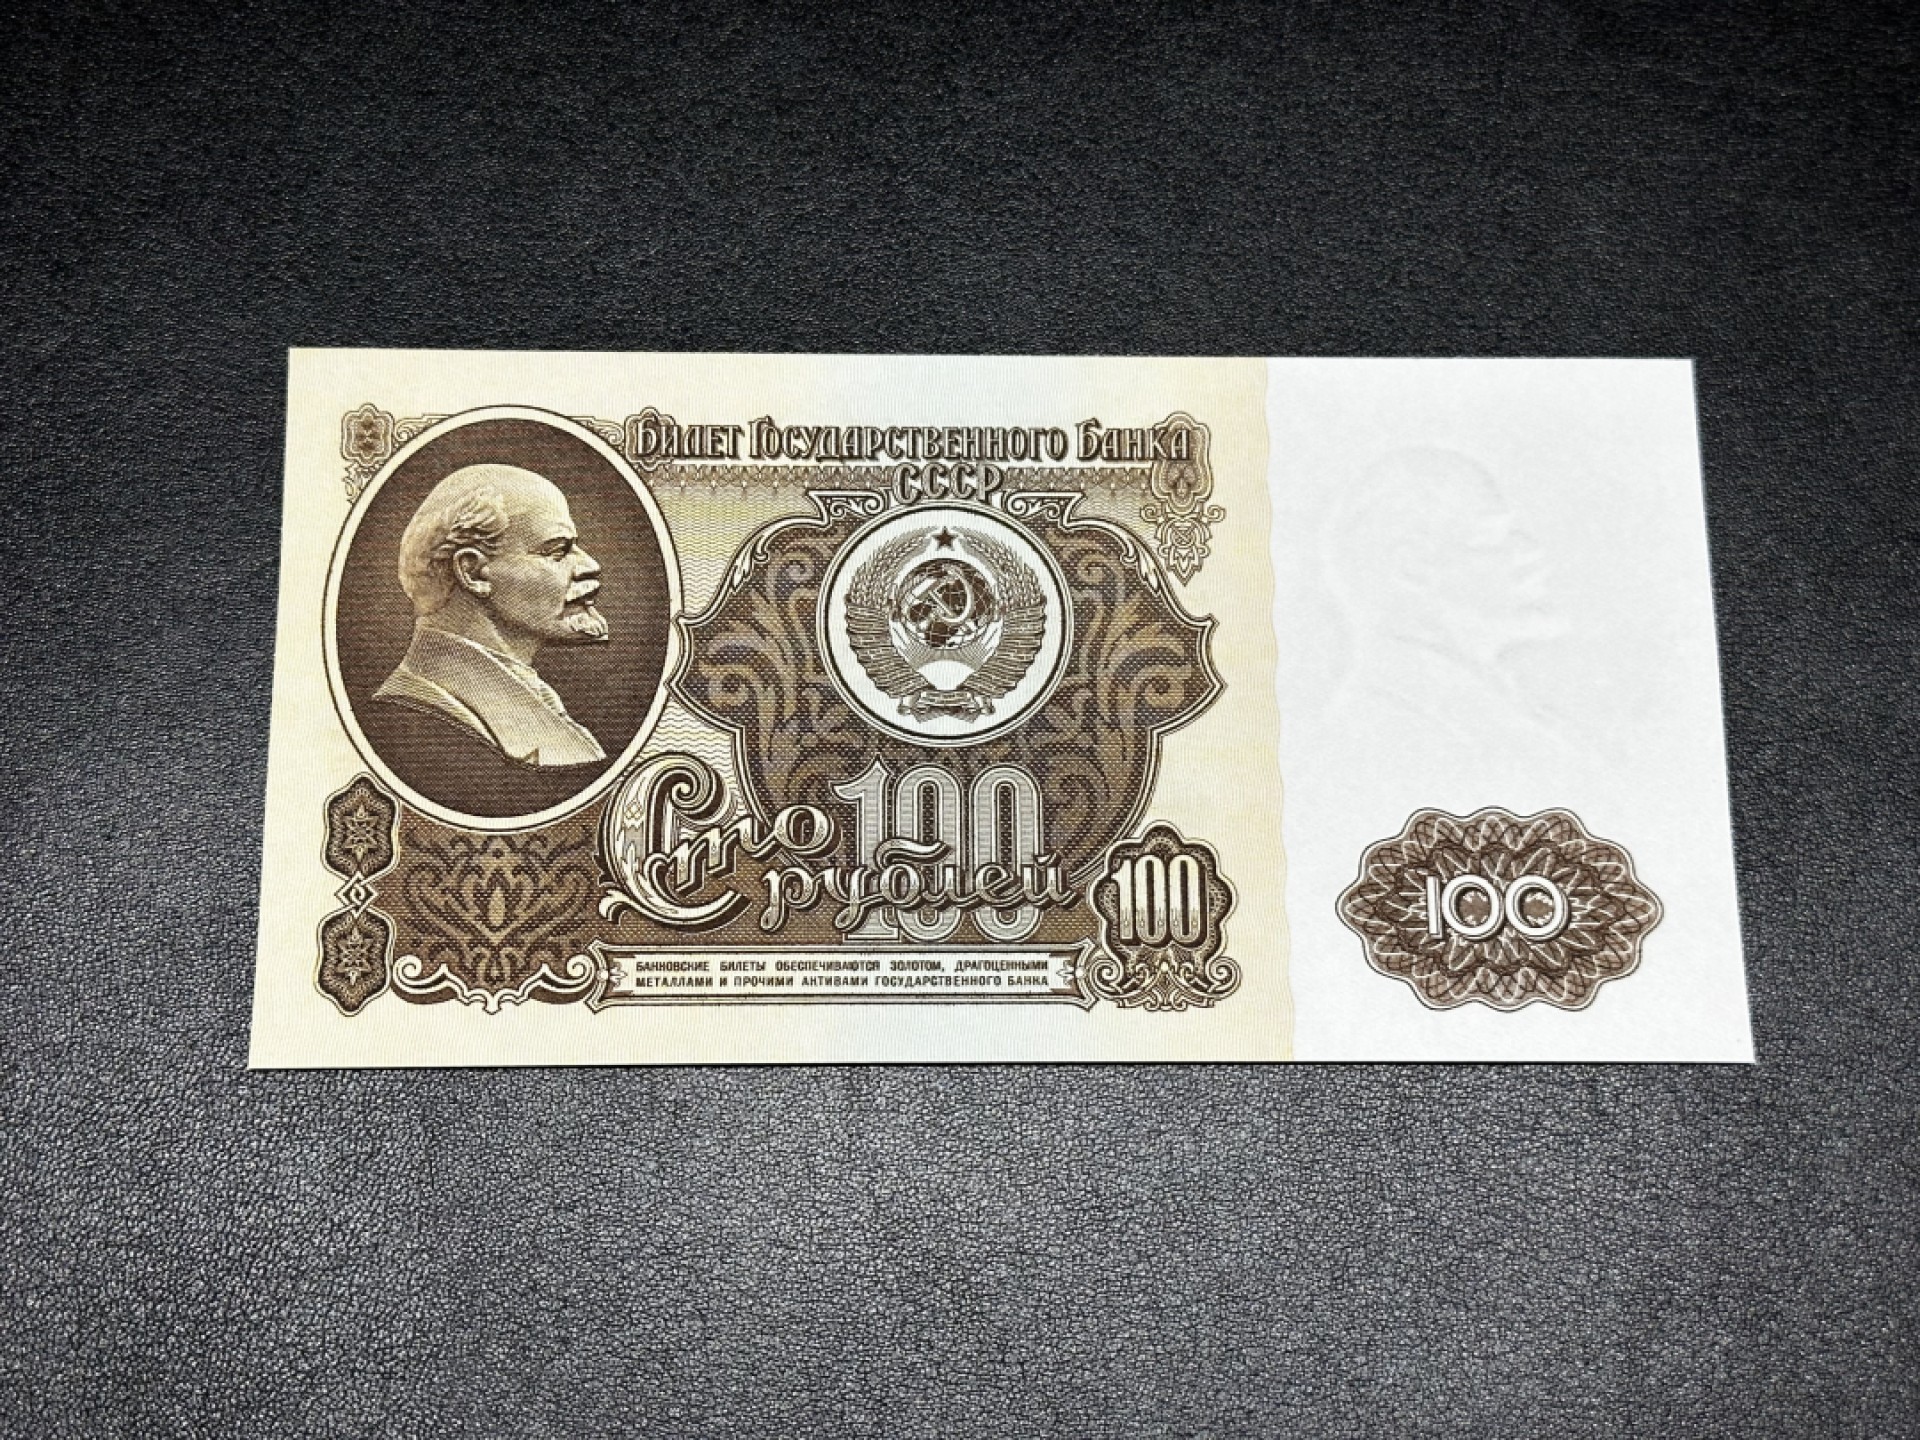 Билет Государственного Банка
СССР
100
Сто
рублей
100
100
БАНКОВСКИЕ БИЛЕТЫ ОБЕСПЕЧИВАЮТСЯ ЗОЛОТОМ, ДРАГОЦЕННЫМИ
МЕТАЛЛАМИ И ПРОЧИМИ АКТИВАМИ ГОСУДАРСТВЕННОГО БАНКА